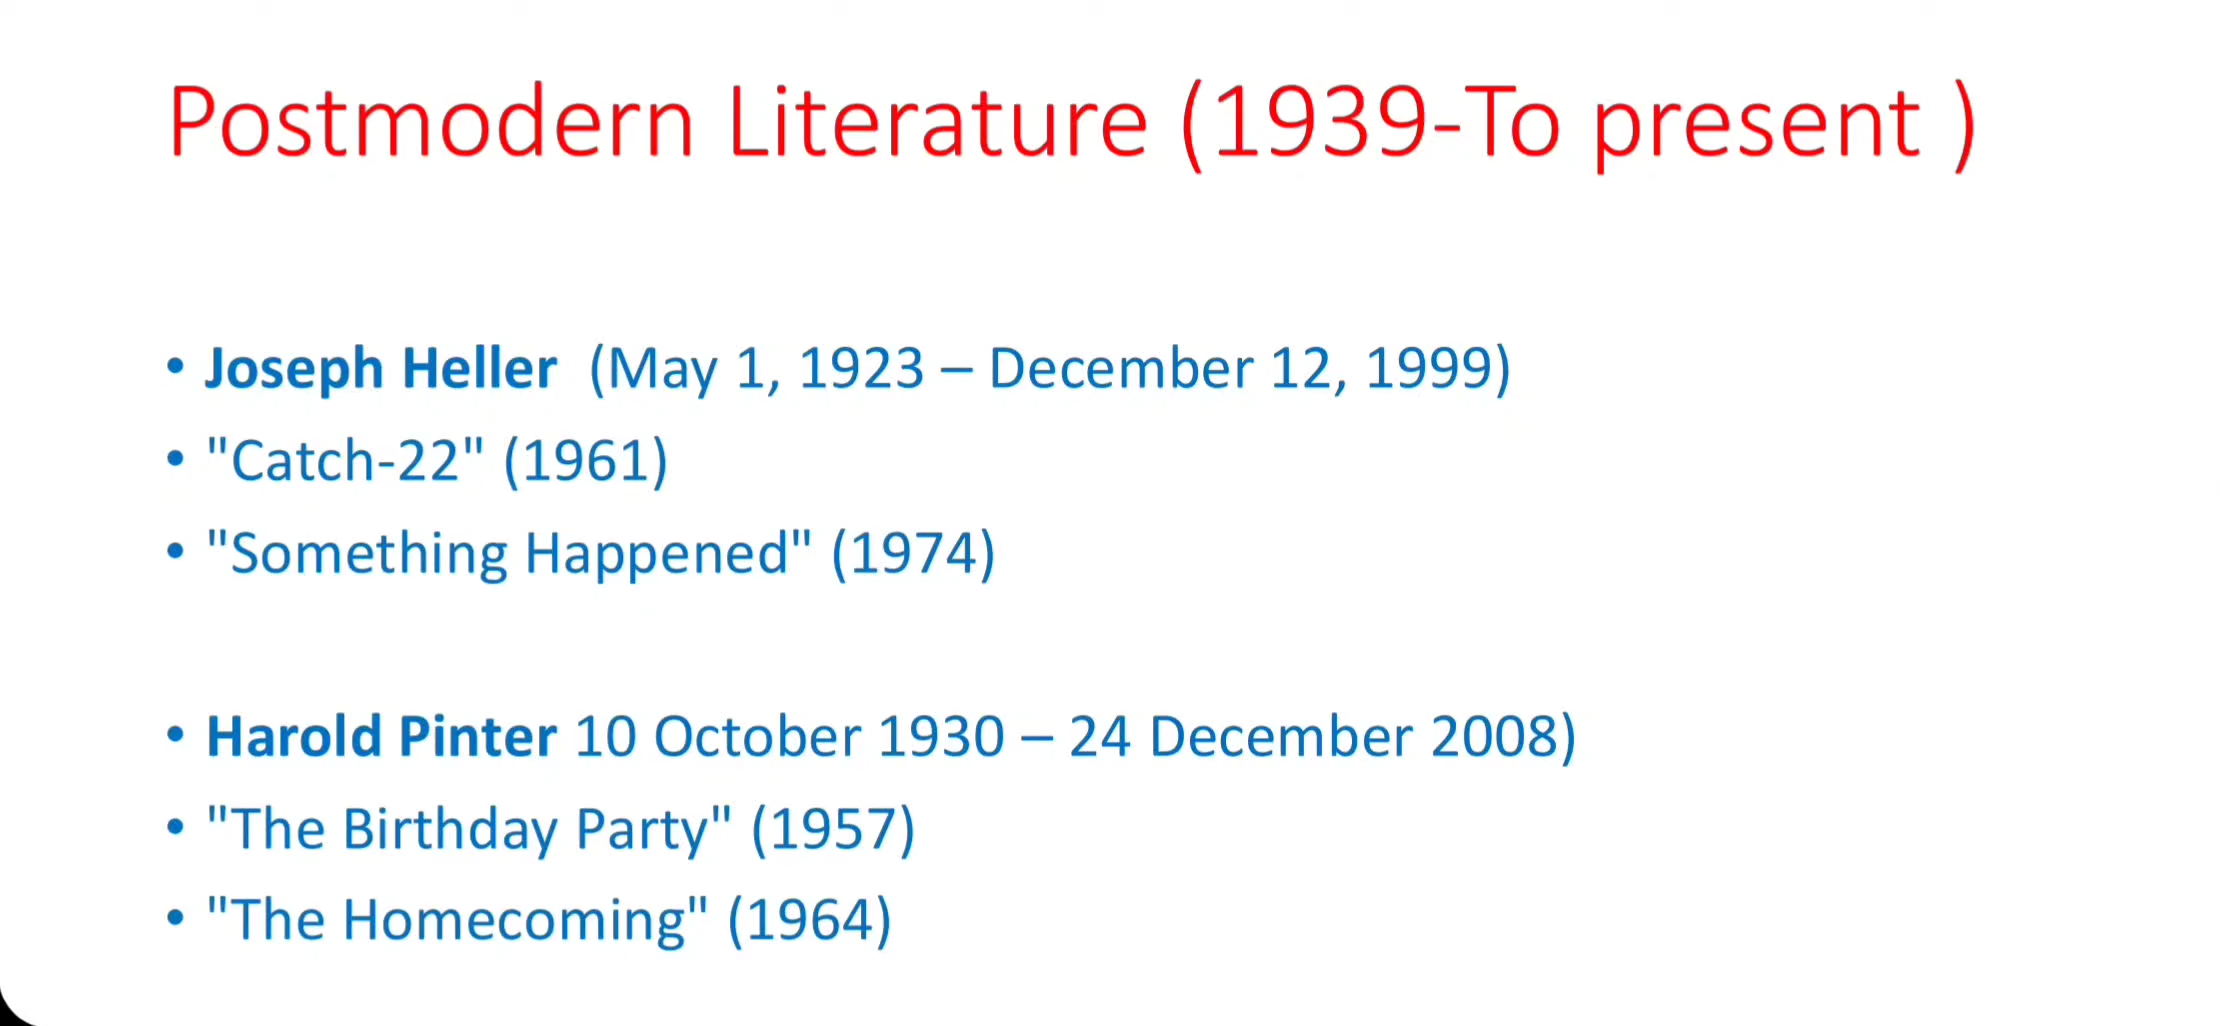 Postmodern Literature (1939-To present )
• Joseph Heller  (May 1, 1923 – December 12, 1999)
• "Catch-22" (1961)
• "Something Happened" (1974)
• Harold Pinter 10 October 1930 – 24 December 2008)
• "The Birthday Party" (1957)
• "The Homecoming" (1964)